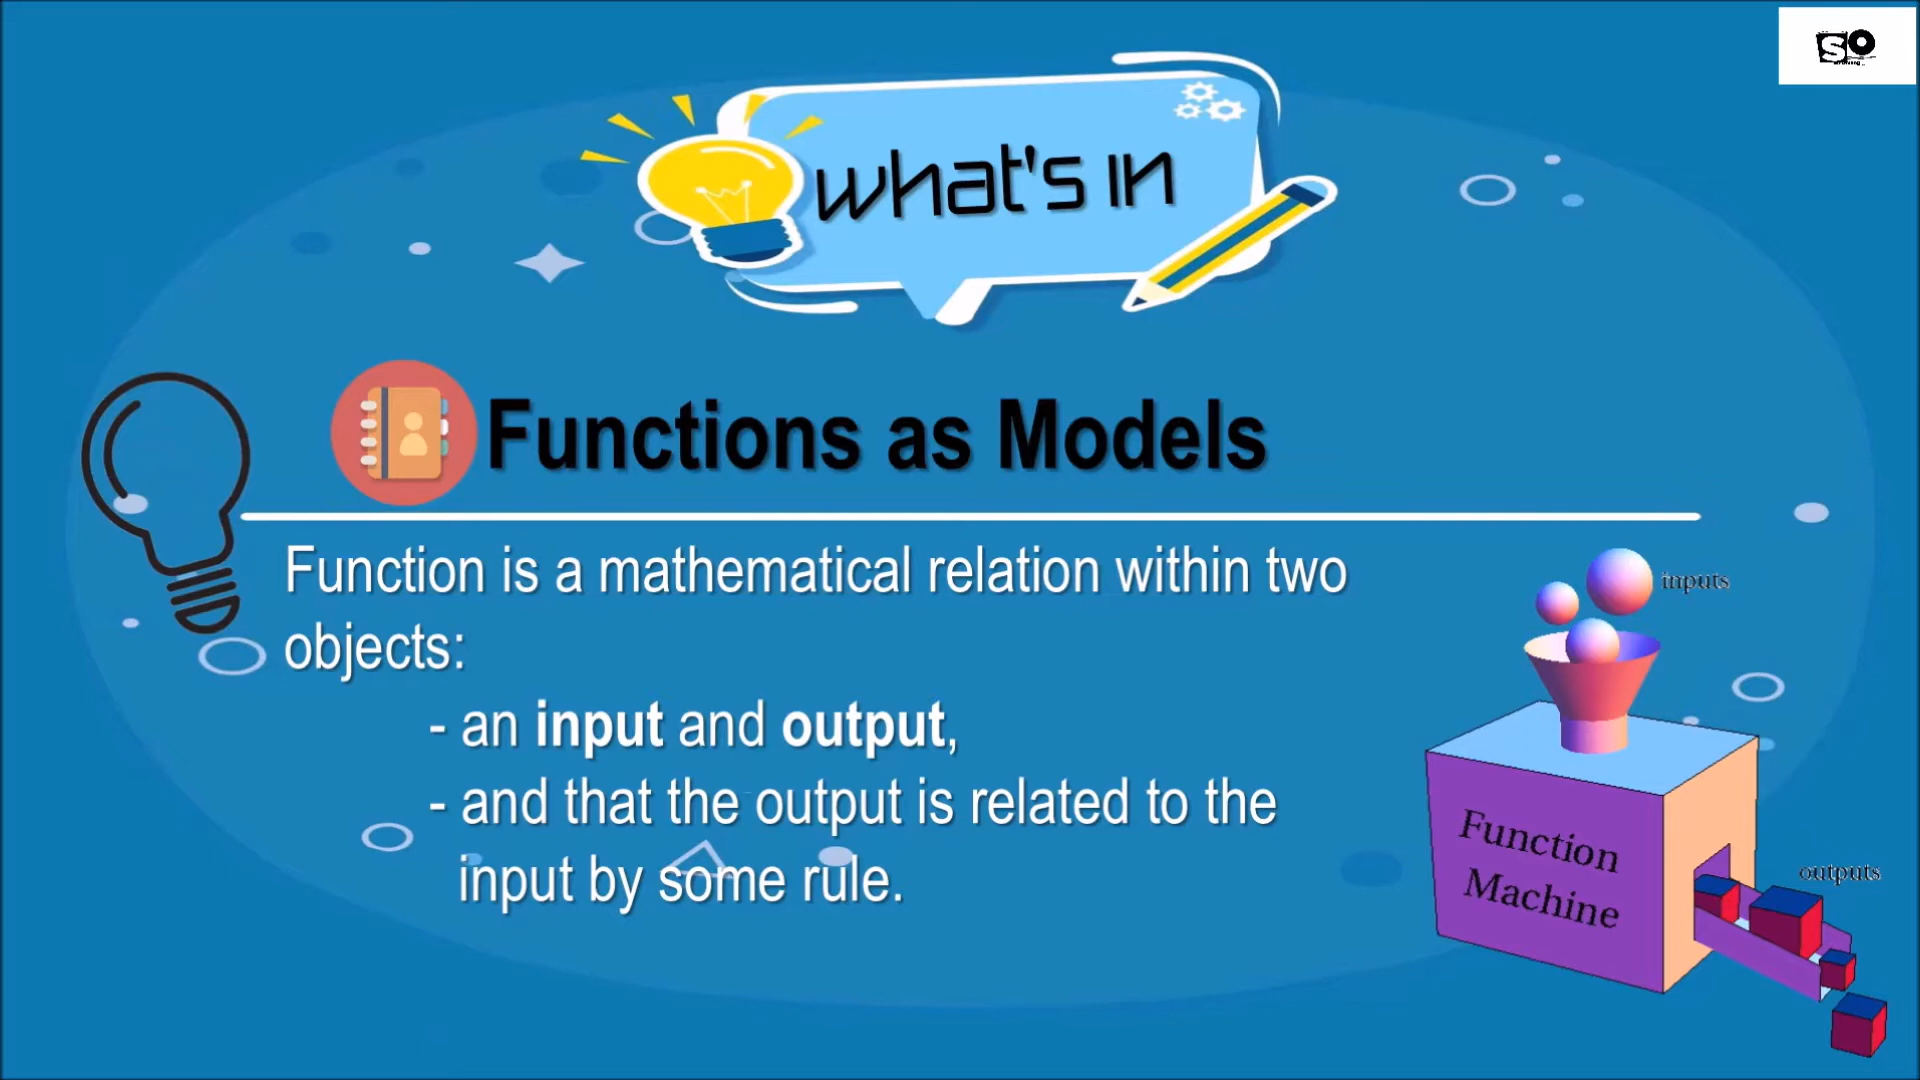 SO
what's in
Functions as Models
Function is a mathematical relation within two
objects:
- an input and output,
- and that the output is related to the
input by some rule.
inputs
Function
Machine
outputs